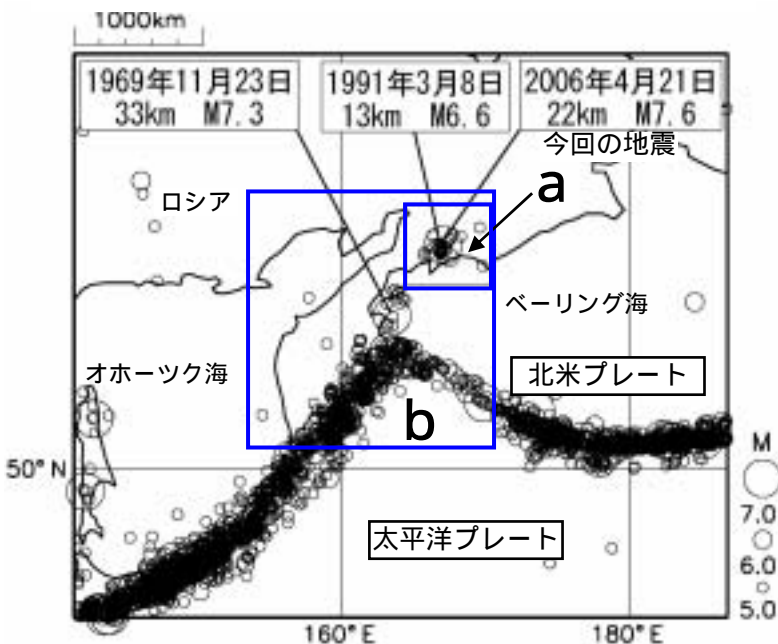 1000km
1969年11月23日
33km M7.3
1991年3月8日
13km M6.6
2006年4月21日
22km M7.6
今回の地震
a
ロシア
ベーリング海
オホーツク海
北米プレート
b
50°N
太平洋プレート
M
7.0
6.0
5.0
160°E
180°E